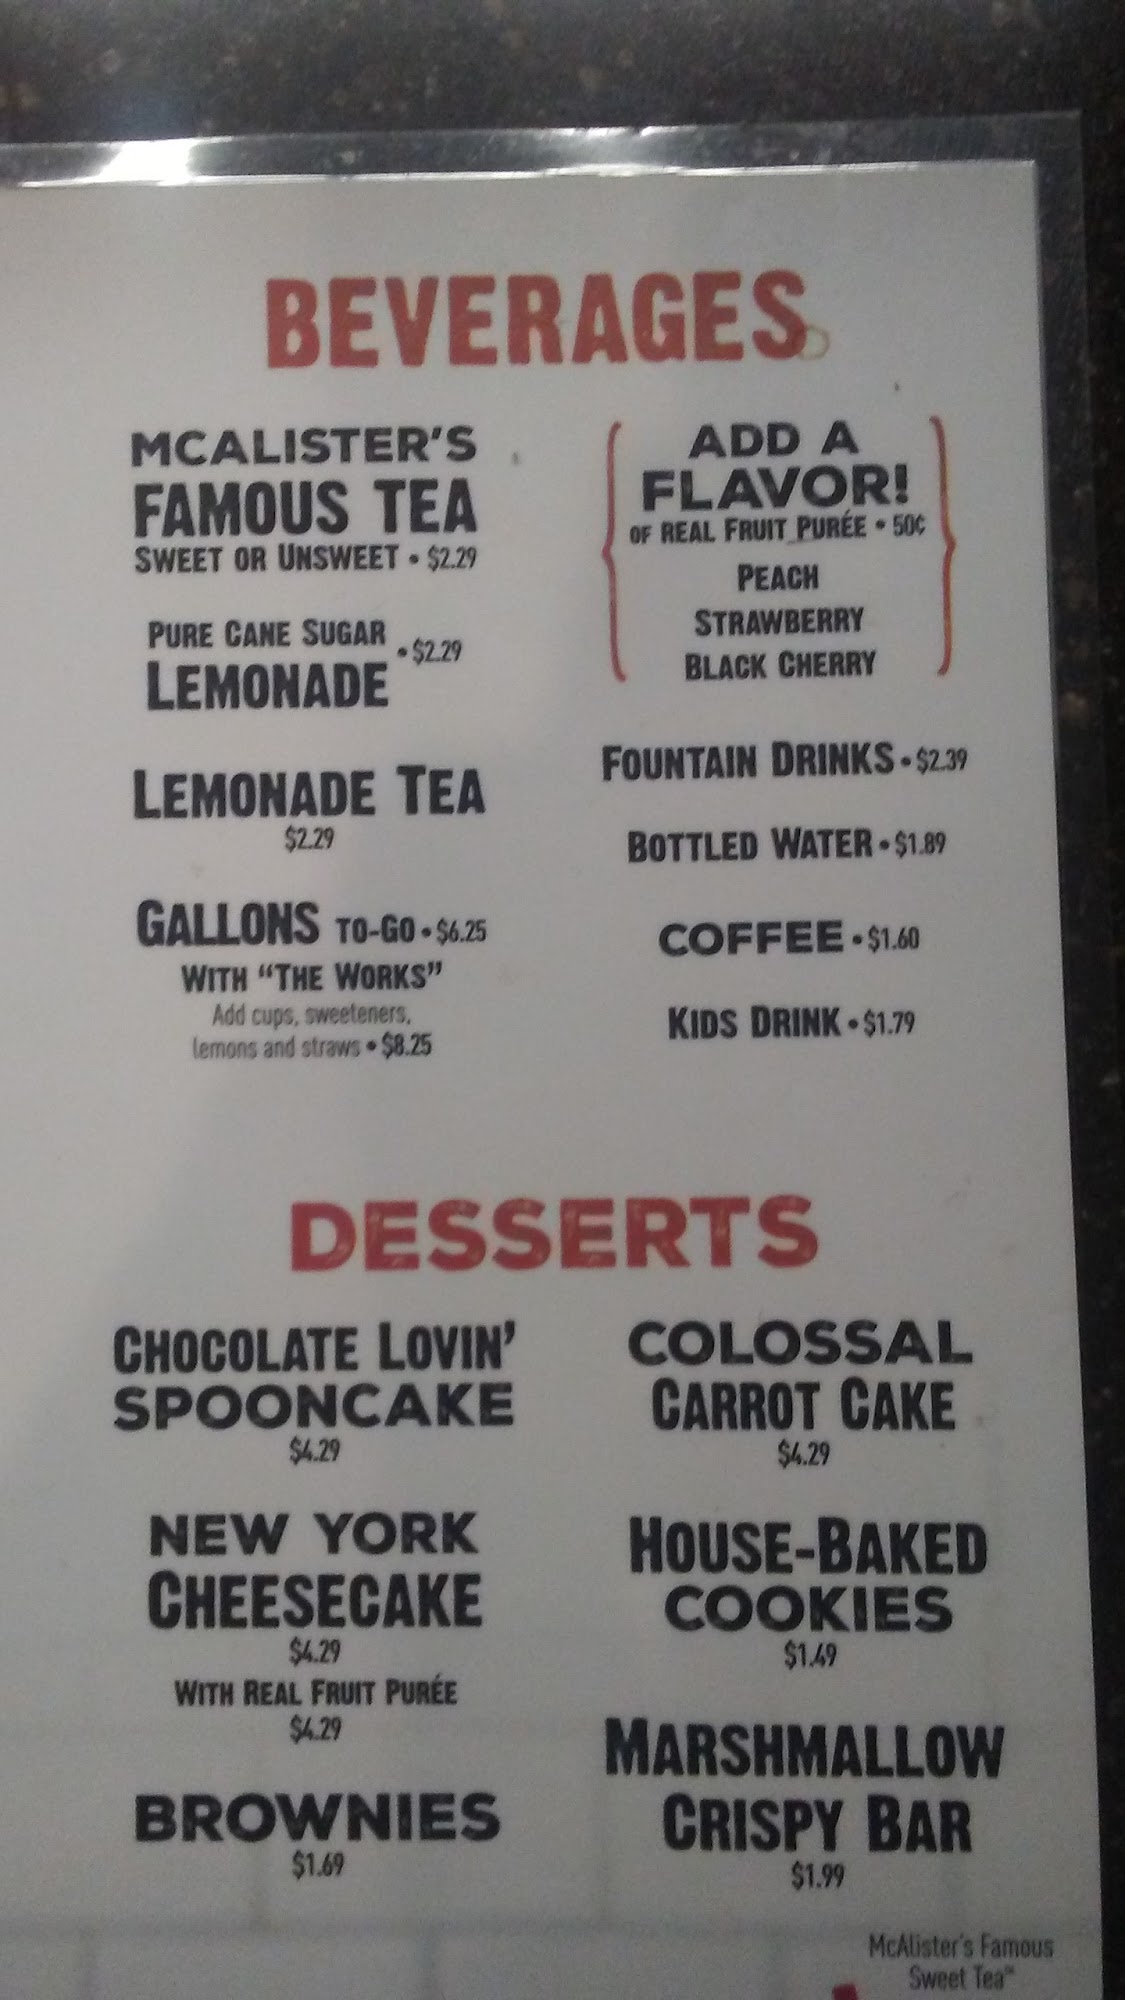 BEVERAGES
MCALISTER'S
FAMOUS TEA
SWEET OR UNSWEET • $2.29
PURE CANE SUGAR
LEMONADE • $2.29
LEMONADE TEA
$2.29
GALLONS TO-GO • $6.25
WITH "THE WORKS"
Add cups, sweeteners,
lemons and straws • $8.25
ADD A
FLAVOR!
OF REAL FRUIT PURÉE • 50¢
PEACH
STRAWBERRY
BLACK CHERRY
FOUNTAIN DRINKS • $2.39
BOTTLED WATER • $1.89
COFFEE • $1.60
KIDS DRINK • $1.79
DESSERTS
CHOCOLATE LOVIN'
SPOONCAKE
$4.29
NEW YORK
CHEESECAKE
$4.29
WITH REAL FRUIT PURÉE
$4.29
BROWNIES
$1.69
COLOSSAL
CARROT CAKE
$4.29
HOUSE-BAKED
COOKIES
$1.49
MARSHMALLOW
CRISPY BAR
$1.99
McAlister's Famous
Sweet Tea™